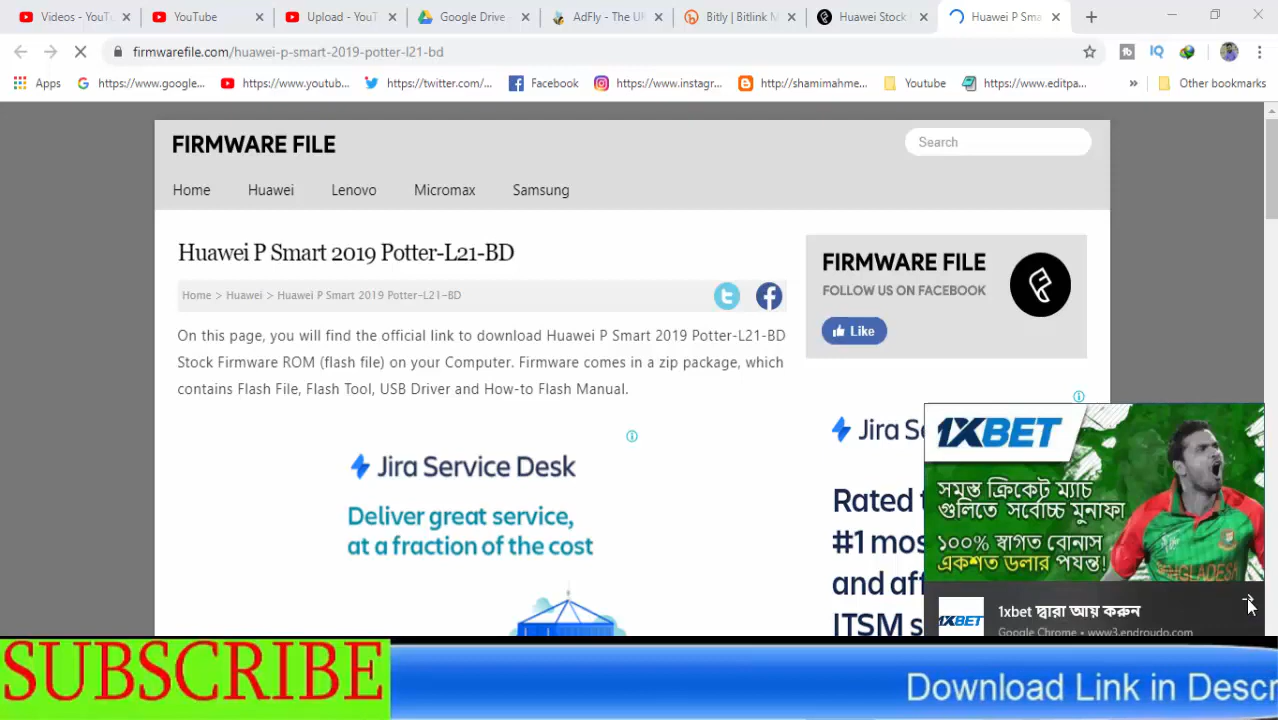 Videos - YouTu
YouTube
Upload - YouT
Google Drive
AdFly - The UR
Bitly | Bitlink M
Huawei Stock
Huawei P Sma
firmwarefile.com/huawei-p-smart-2019-potter-l21-bd
Apps
https://www.google...
https://www.youtub...
https://twitter.com/...
Facebook
https://www.instagr...
http://shamimahme...
Youtube
https://www.editpa...
Other bookmarks
FIRMWARE FILE
Search
Home
Huawei
Lenovo
Micromax
Samsung
Huawei P Smart 2019 Potter-L21-BD
Home > Huawei > Huawei P Smart 2019 Potter-L21-BD
On this page, you will find the official link to download Huawei P Smart 2019 Potter-L21-BD
Stock Firmware ROM (flash file) on your Computer. Firmware comes in a zip package, which
contains Flash File, Flash Tool, USB Driver and How-to Flash Manual.
FIRMWARE FILE
FOLLOW US ON FACEBOOK
Like
Jira Service Desk
Deliver great service,
at a fraction of the cost
Jira Se
Rated
#1 mos
and aff
ITSM s
1XBET
সমস্ত ক্রিকেট ম্যাচ
গুলিতে সর্বোচ্চ মুনাফা
১০০% স্বাগত বোনাস
একশত ডলার পর্যন্ত!
BANGLADESH
1XBET
1xbet দ্বারা আয় করুন
Google Chrome • www3.endroudo.com
SUBSCRIBE
Download Link in Descr